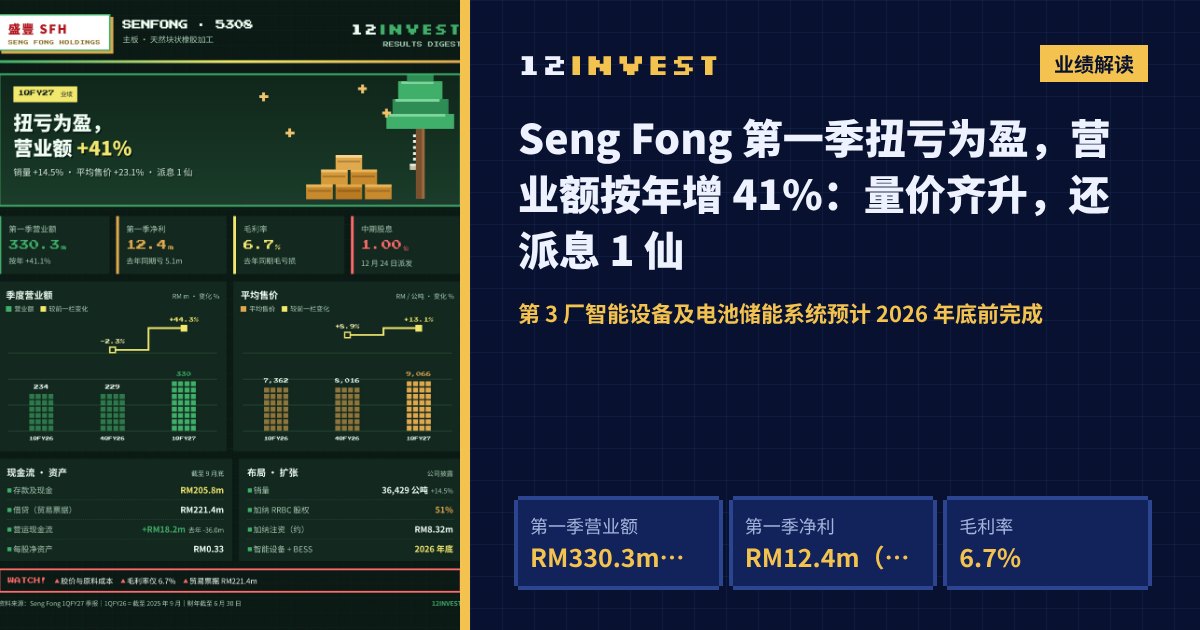 盛豐 SFH
SENG FONG HOLDINGS
SENFONG · 5308
主板 · 天然块状橡胶加工
12INVEST
RESULTS DIGEST
1QFY27 业绩
扭亏为盈，
营业额 +41%
销量 +14.5% · 平均售价 +23.1% · 派息 1 仙
第一季营业额
330.3m
按年 +41.1%
第一季净利
12.4m
去年同期亏 5.1m
毛利率
6.7%
去年同期毛亏损
中期股息
1.00仙
12 月 24 日派发
季度营业额
RM m · 变化 %
营业额 较前一栏变化
+44.3%
-2.3%
234
229
330
1QFY26
4QFY26
1QFY27
平均售价
RM / 公吨 · 变化 %
平均售价 较前一栏变化
+13.1%
+8.9%
7,362
8,016
9,066
1QFY26
4QFY26
1QFY27
现金流 · 资产
截至 9 月底
存款及现金 RM205.8m
借贷（贸易票据） RM221.4m
营运现金流 +RM18.2m 去年 -36.0m
每股净资产 RM0.33
布局 · 扩张
公司披露
销量 36,429 公吨 +14.5%
加纳 RRBC 股权 51%
加纳注资（约） RM8.32m
智能设备 + BESS 2026 年底
WATCH! ▲胶价与原料成本 ▲毛利率仅 6.7% ▲贸易票据 RM221.4m
资料来源：Seng Fong 1QFY27 季报｜1QFY26 = 截至 2025 年 9 月｜财年截至 6 月 30 日
12INVEST
12INVEST
业绩解读
Seng Fong 第一季扭亏为盈，营
业额按年增 41%：量价齐升，还
派息 1 仙
第 3 厂智能设备及电池储能系统预计 2026 年底前完成
第一季营业额
RM330.3m…
第一季净利
RM12.4m（…
毛利率
6.7%